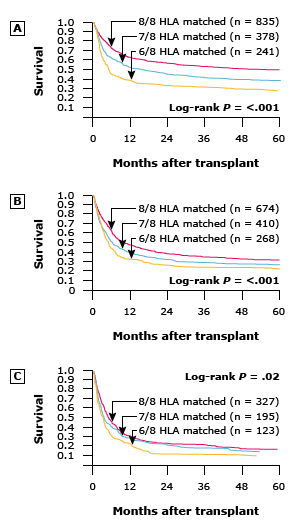 A
Survival
1.0
0.9
0.8
0.7
0.6
0.5
0.4
0.3
0.2
0.1
8/8 HLA matched (n = 835)
7/8 HLA matched (n = 378)
6/8 HLA matched (n = 241)
Log-rank P = <.001
0 12 24 36 48 60
Months after transplant
B
Survival
1.0
0.9
0.8
0.7
0.6
0.5
0.4
0.3
0.2
0.1
0
8/8 HLA matched (n = 674)
7/8 HLA matched (n = 410)
6/8 HLA matched (n = 268)
Log-rank P = <.001
0 12 24 36 48 60
Months after transplant
C
Survival
1.0
0.9
0.8
0.7
0.6
0.5
0.4
0.3
0.2
0.1
Log-rank P = .02
8/8 HLA matched (n = 327)
7/8 HLA matched (n = 195)
6/8 HLA matched (n = 123)
0 12 24 36 48 60
Months after transplant